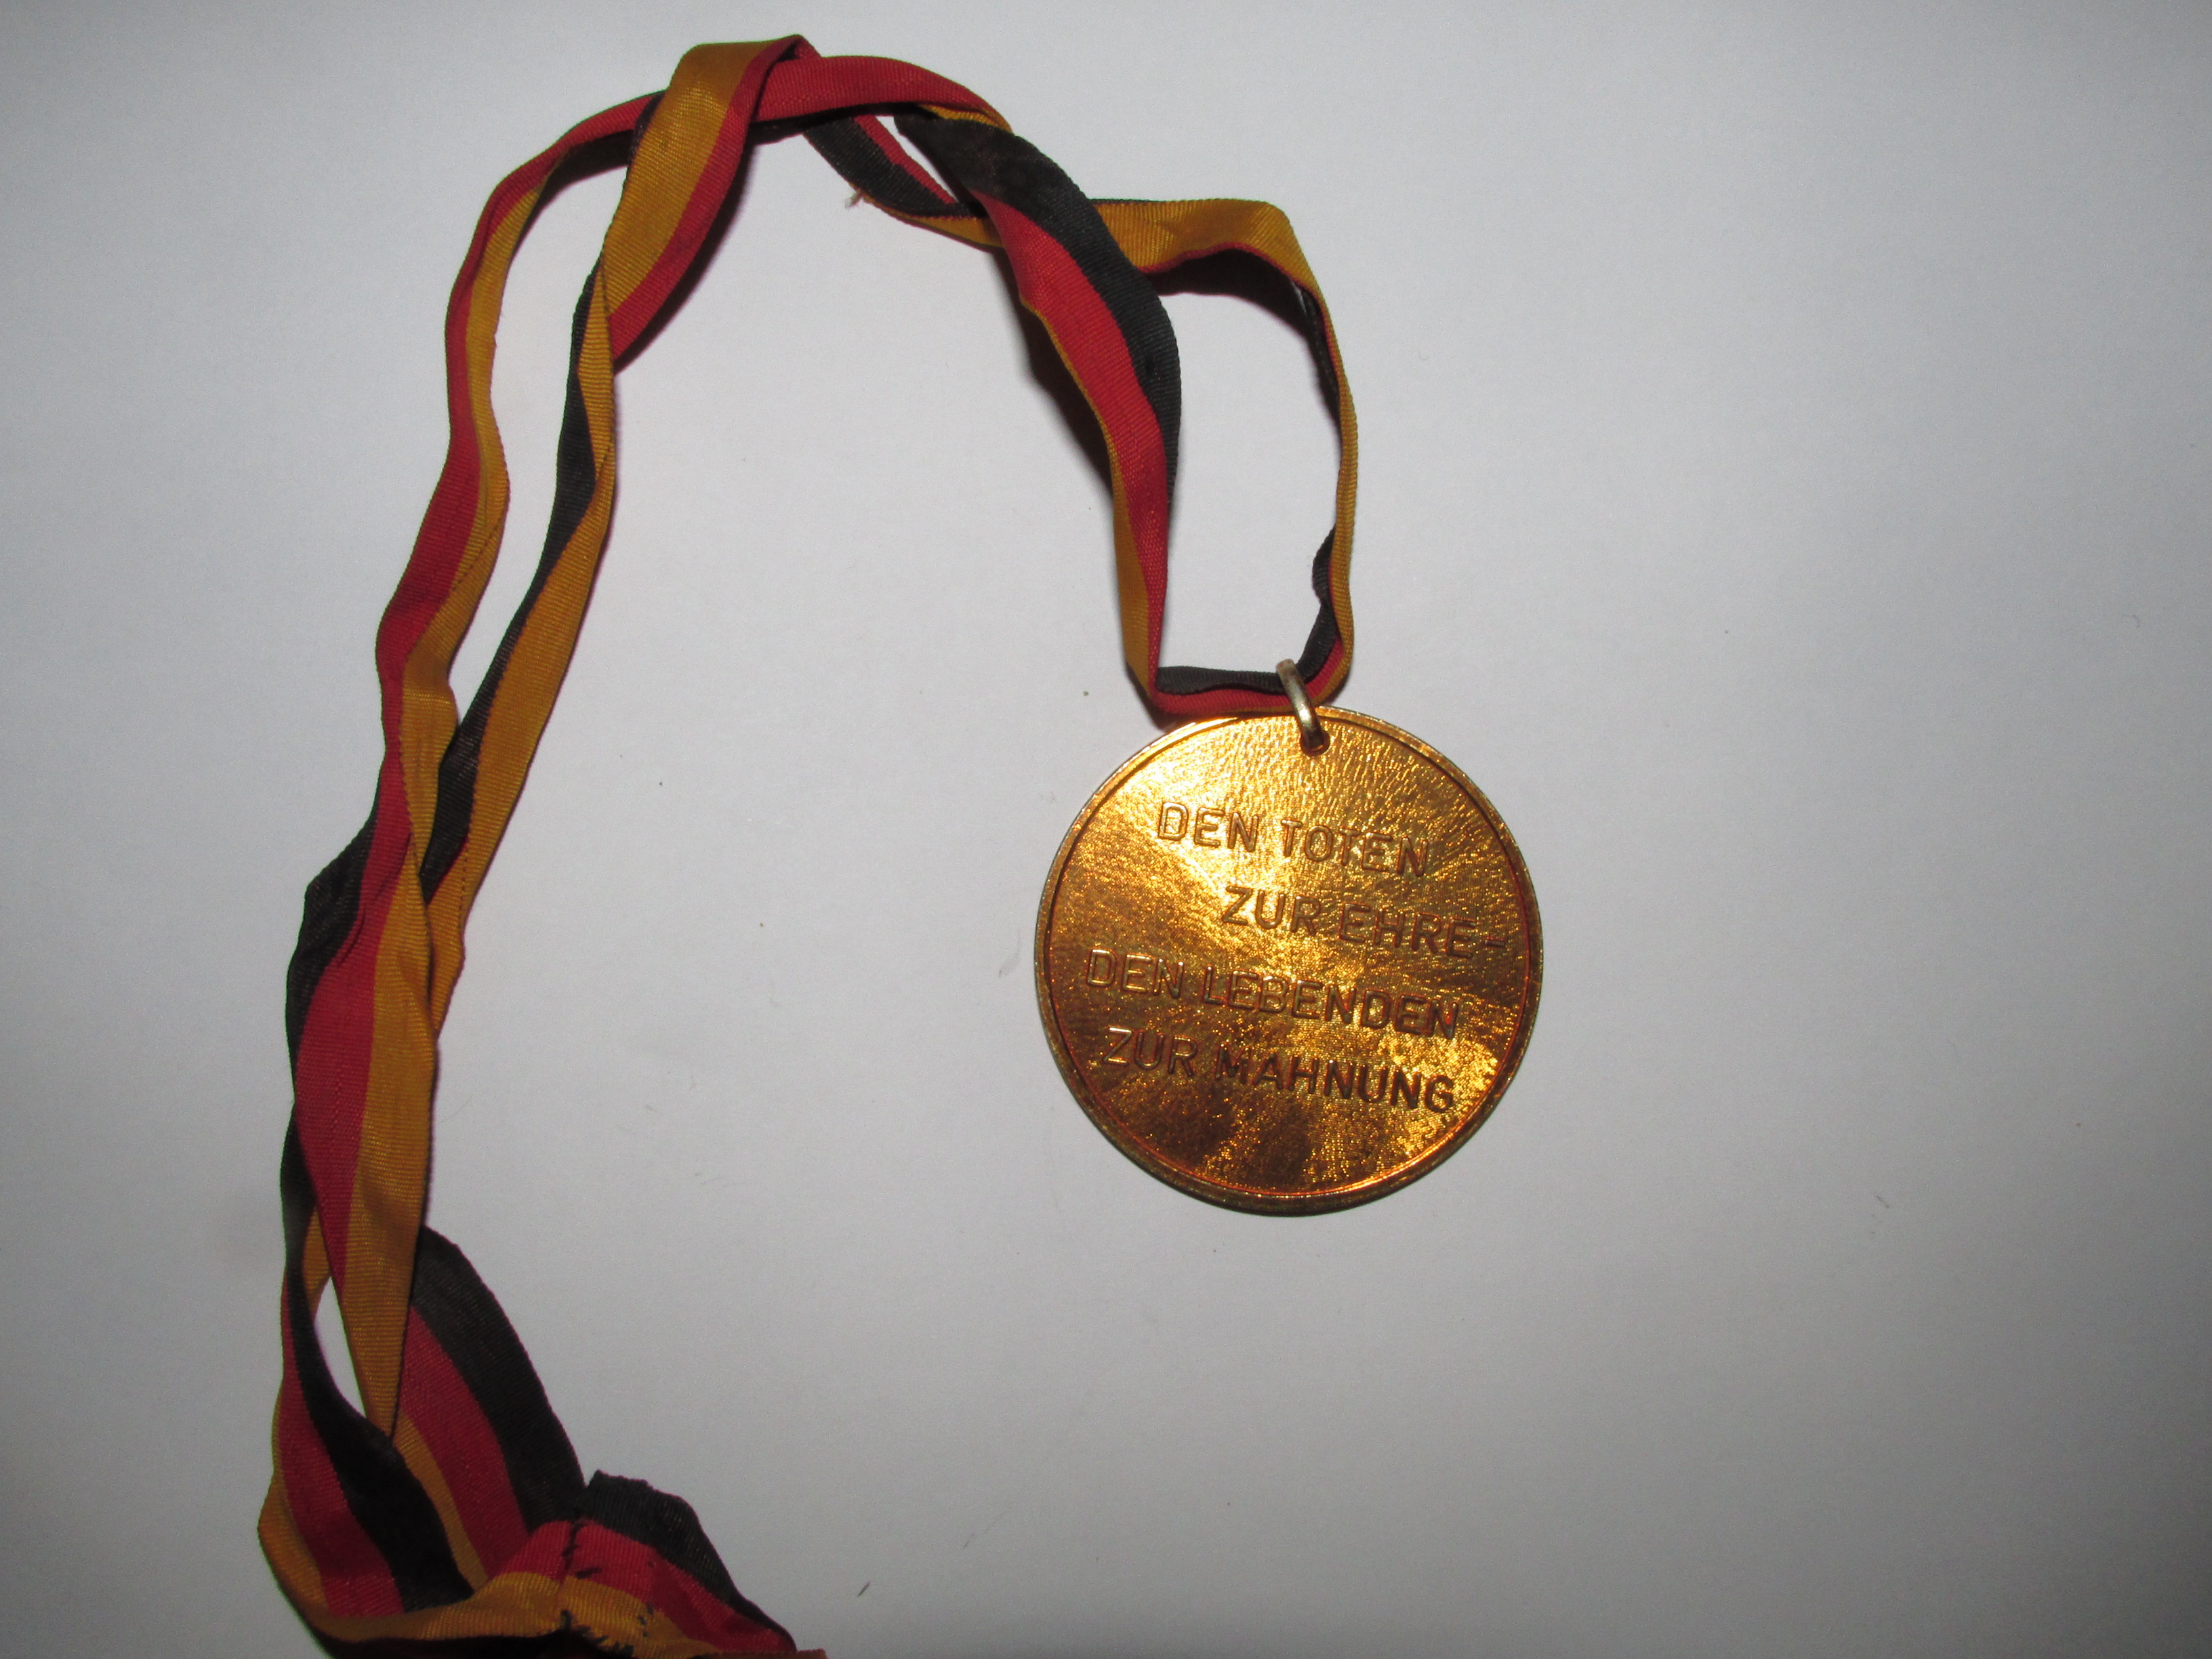 DEN TOTEN
ZUR EHRE-
DEN LEBENDEN
ZUR MAHNUNG